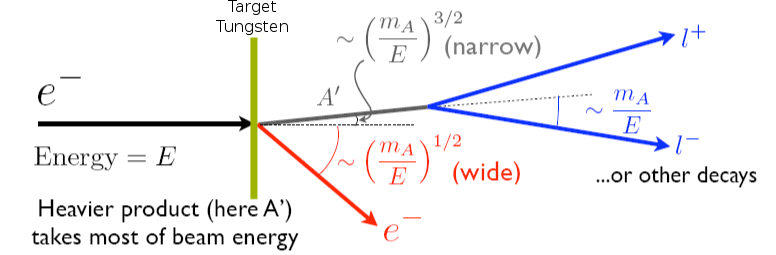 Target
Tungsten
~ (m_A/E)^{3/2} (narrow)
e^−
A′
l^+
~ m_A/E
Energy = E
~ (m_A/E)^{1/2} (wide)
l^−
...or other decays
Heavier product (here A')
takes most of beam energy
e^−